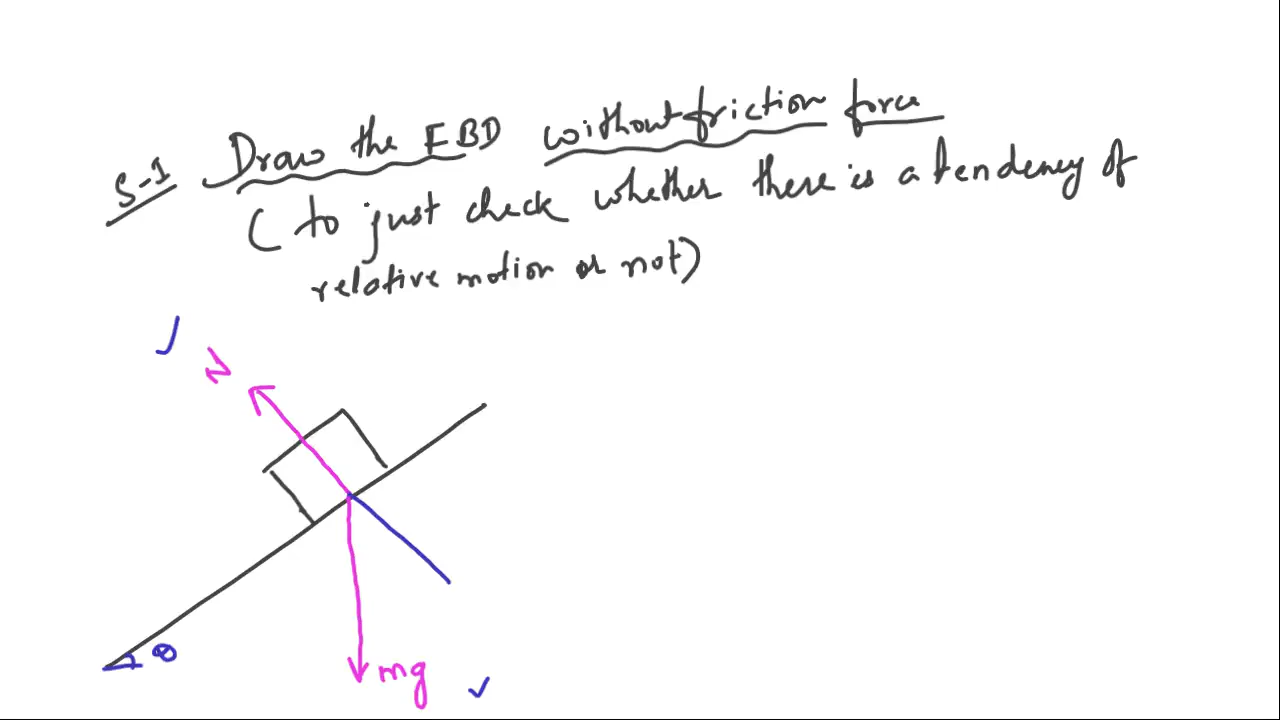 S-1 Draw the FBD without friction force
( to just check whether there is a tendency of
relative motion or not)
N
θ
mg